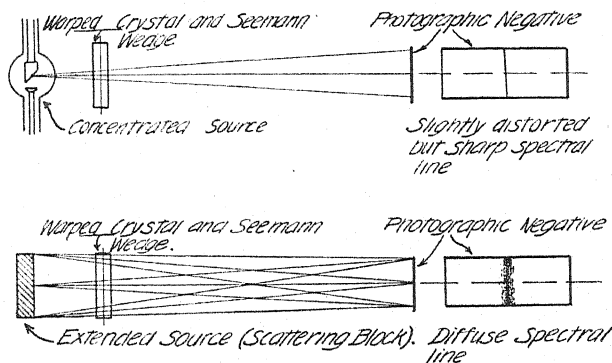 Warped Crystal and Seemann
Wedge
Photographic Negative
Concentrated Source
Slightly distorted
but sharp spectral
line
Warped Crystal and Seemann
Wedge.
Photographic Negative
Extended Source (Scattering Block).
Diffuse Spectral
line